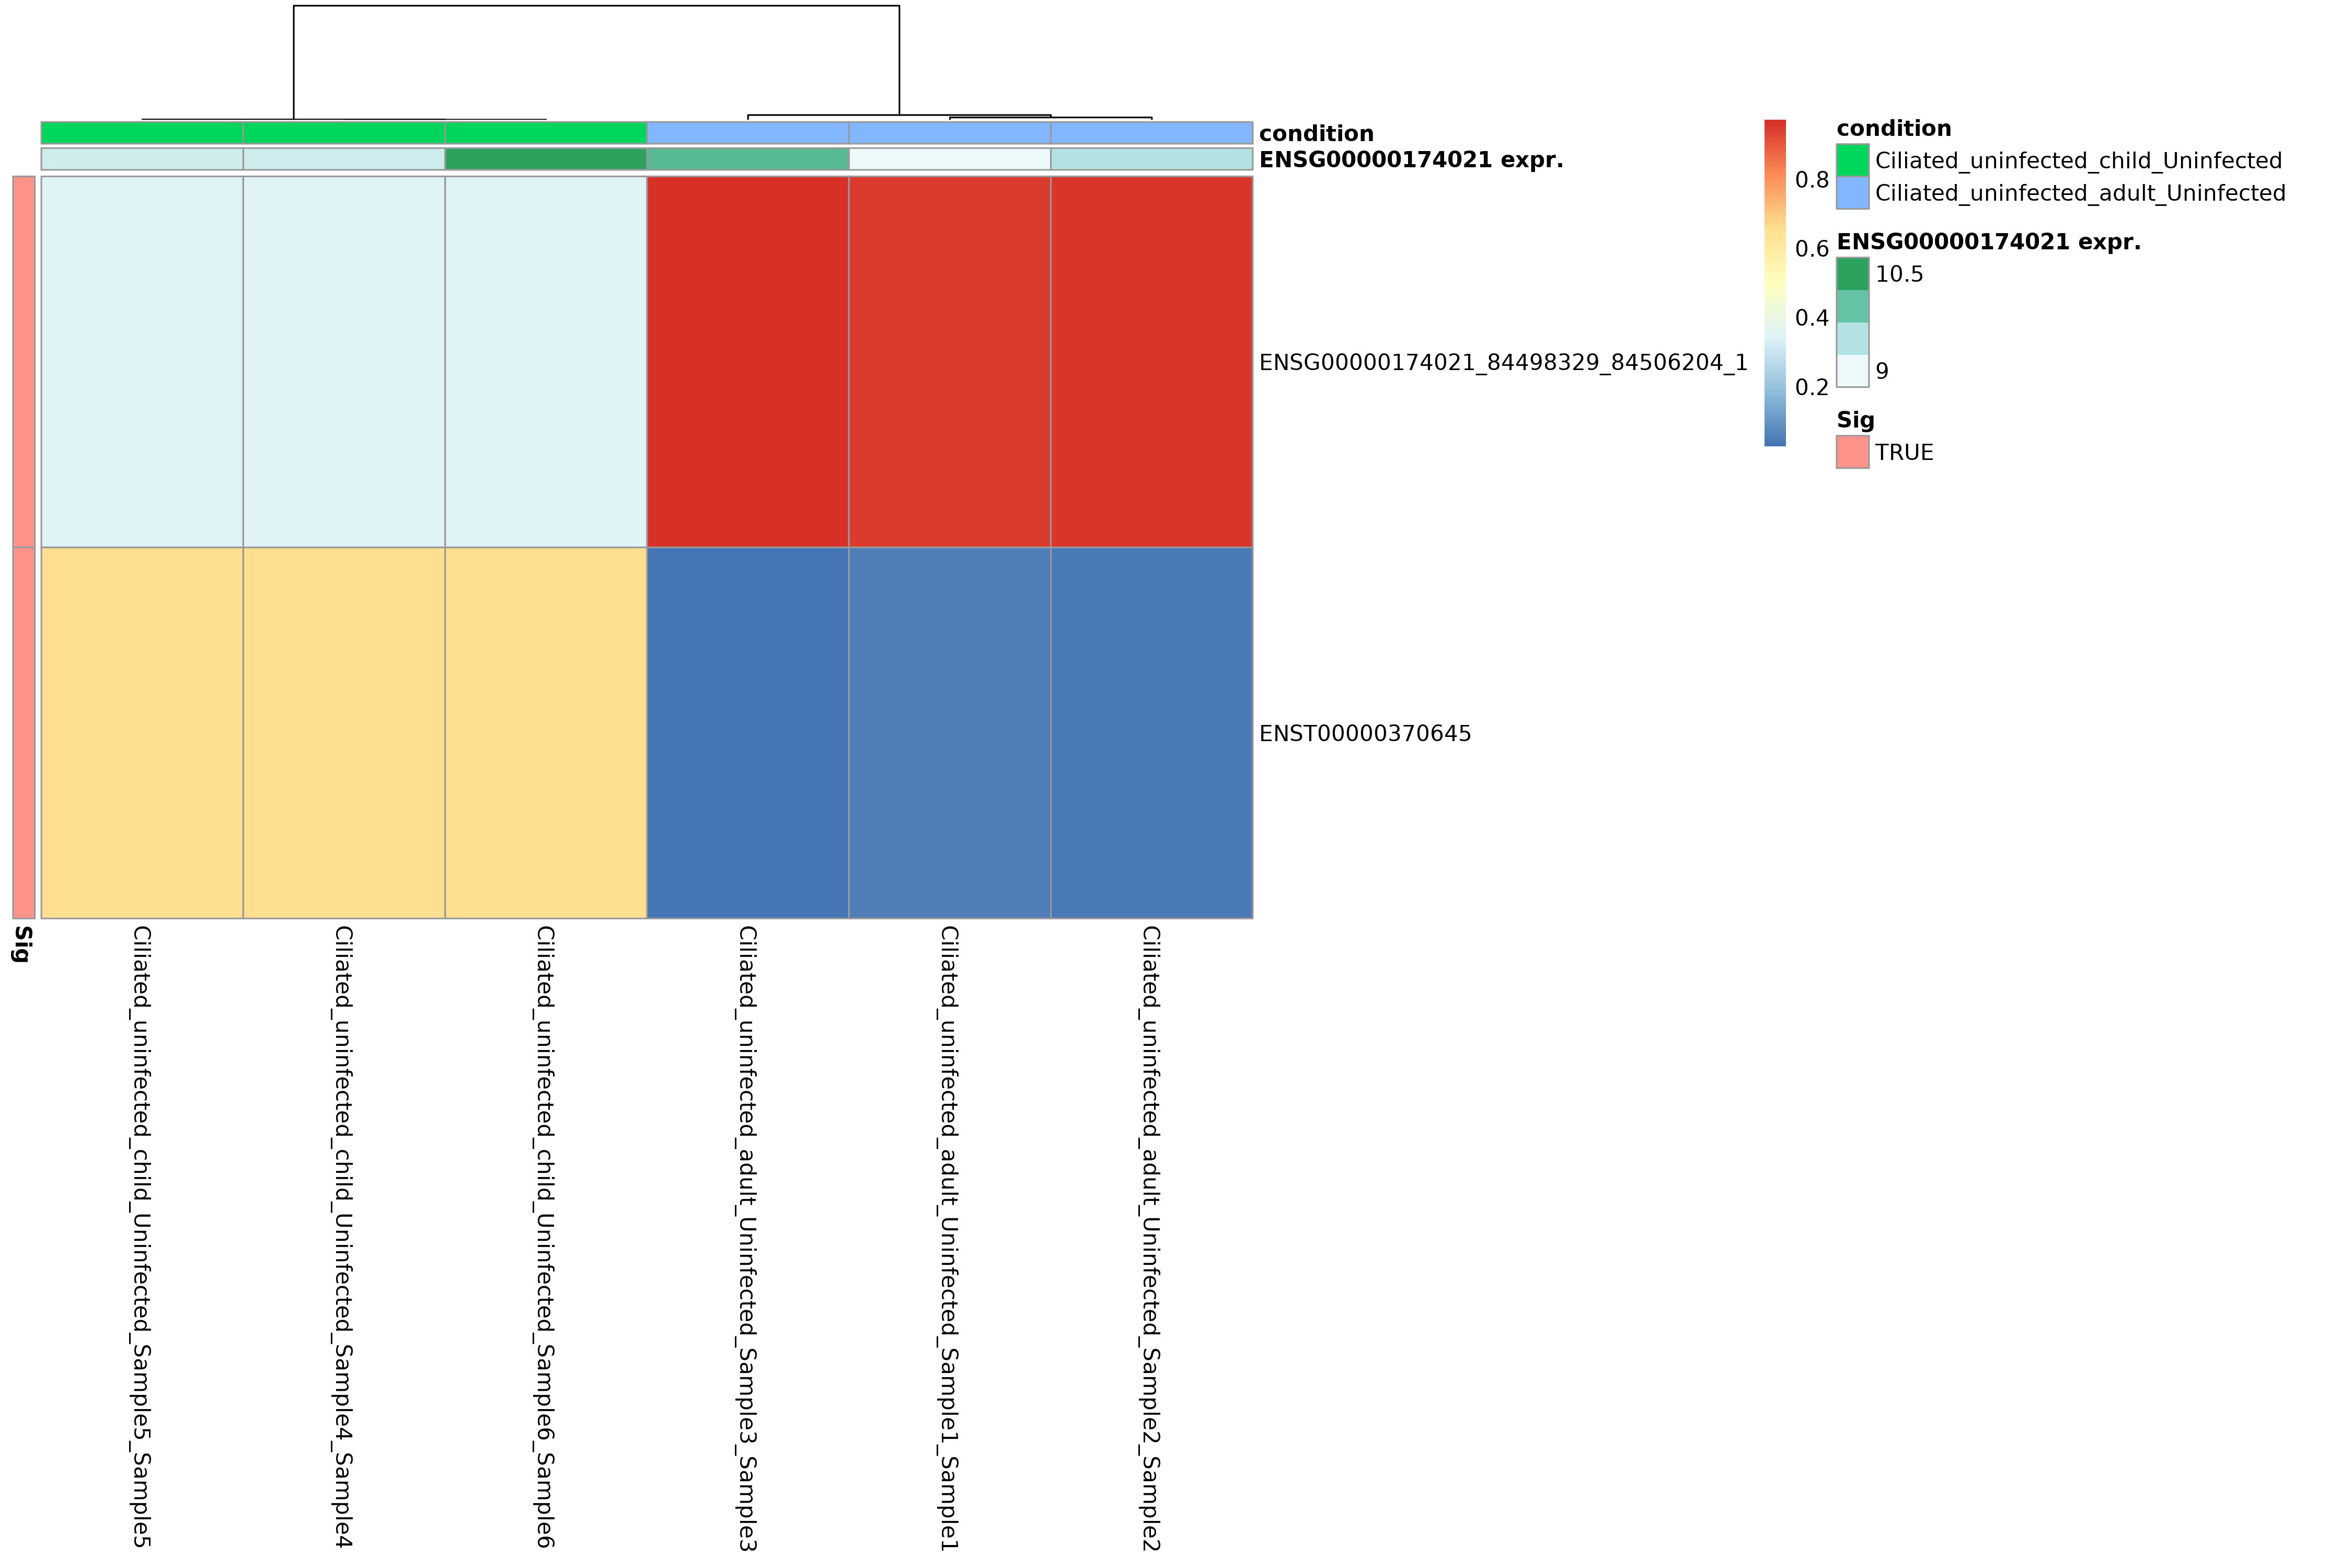 condition
ENSG00000174021 expr.
ENSG00000174021_84498329_84506204_1
ENST00000370645
0.8
0.6
0.4
0.2
condition
Ciliated_uninfected_child_Uninfected
Ciliated_uninfected_adult_Uninfected
ENSG00000174021 expr.
10.5
9
Sig
TRUE
Sig
Ciliated_uninfected_child_Uninfected_Sample5_Sample5
Ciliated_uninfected_child_Uninfected_Sample4_Sample4
Ciliated_uninfected_child_Uninfected_Sample6_Sample6
Ciliated_uninfected_adult_Uninfected_Sample3_Sample3
Ciliated_uninfected_adult_Uninfected_Sample1_Sample1
Ciliated_uninfected_adult_Uninfected_Sample2_Sample2